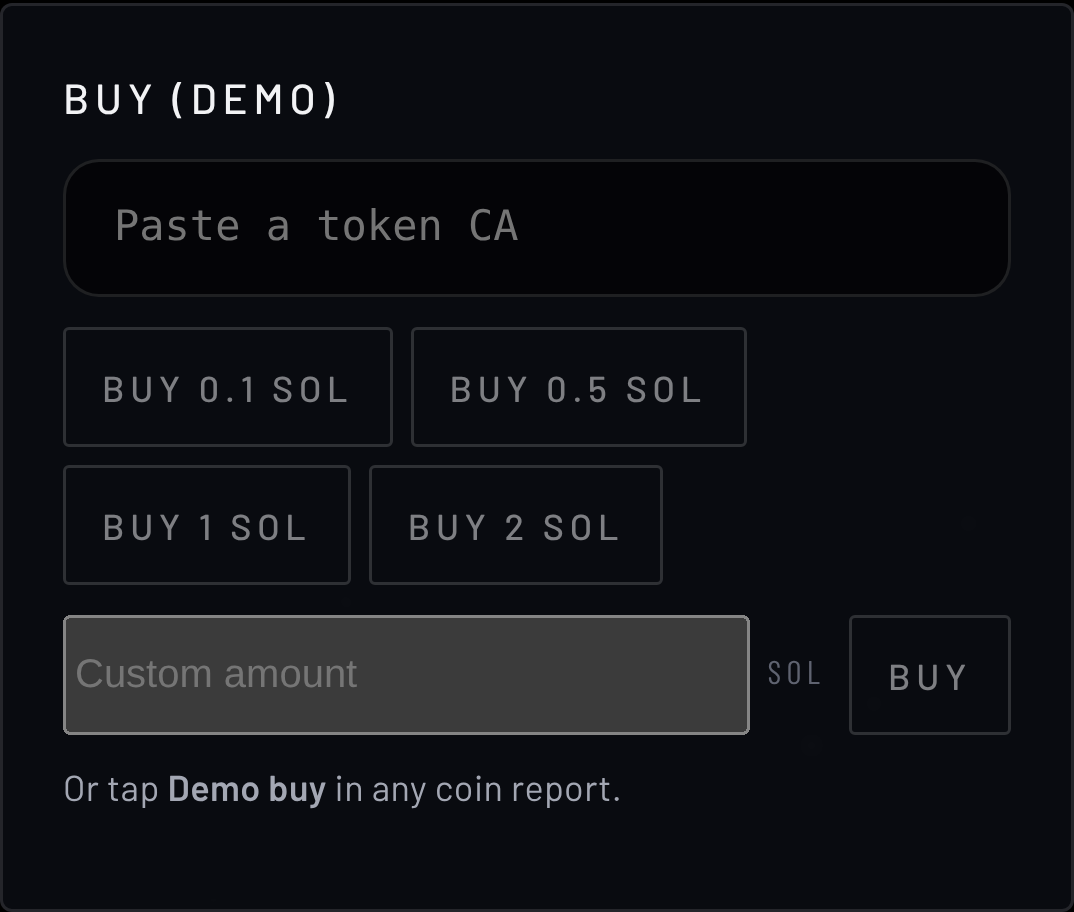 BUY (DEMO)
Paste a token CA
BUY 0.1 SOL BUY 0.5 SOL
BUY 1 SOL BUY 2 SOL
Custom amount SOL BUY
Or tap Demo buy in any coin report.